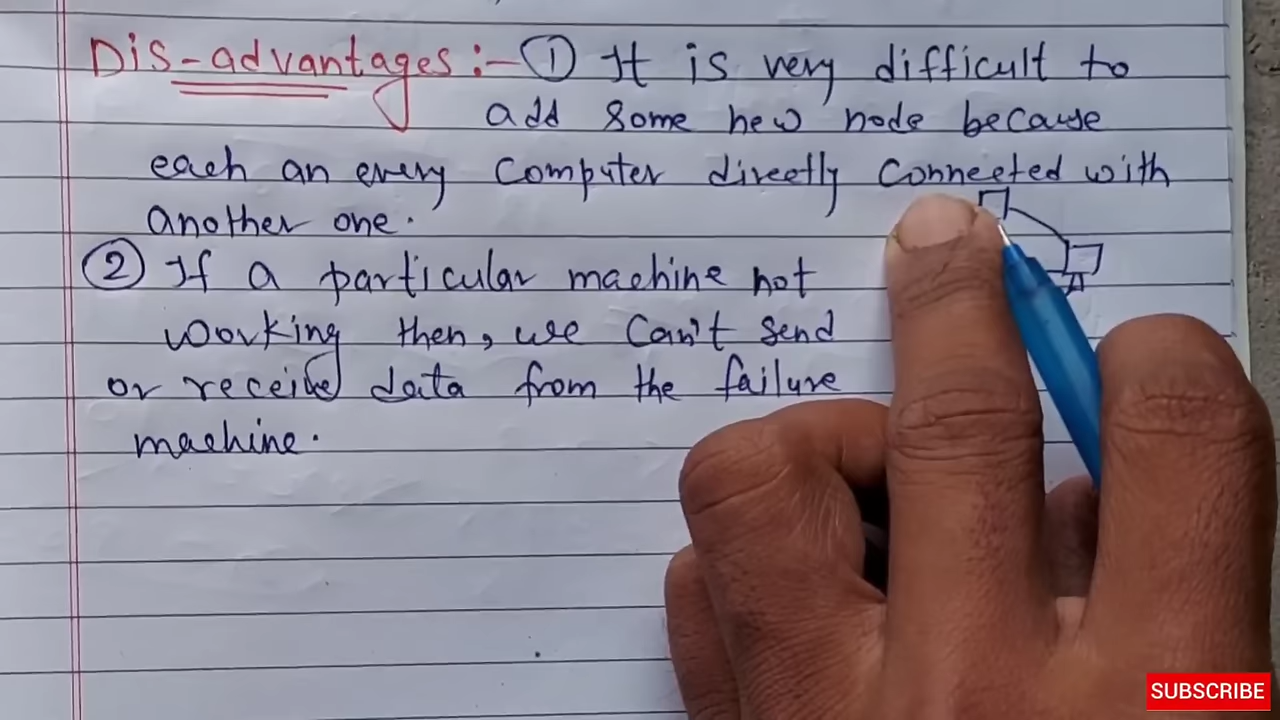 Dis-advantages:- ① It is very difficult to
add some new node because
each an every computer directly connected with
another one.
② If a particular machine not
working then, we can't send
or receive data from the failure
machine.
SUBSCRIBE